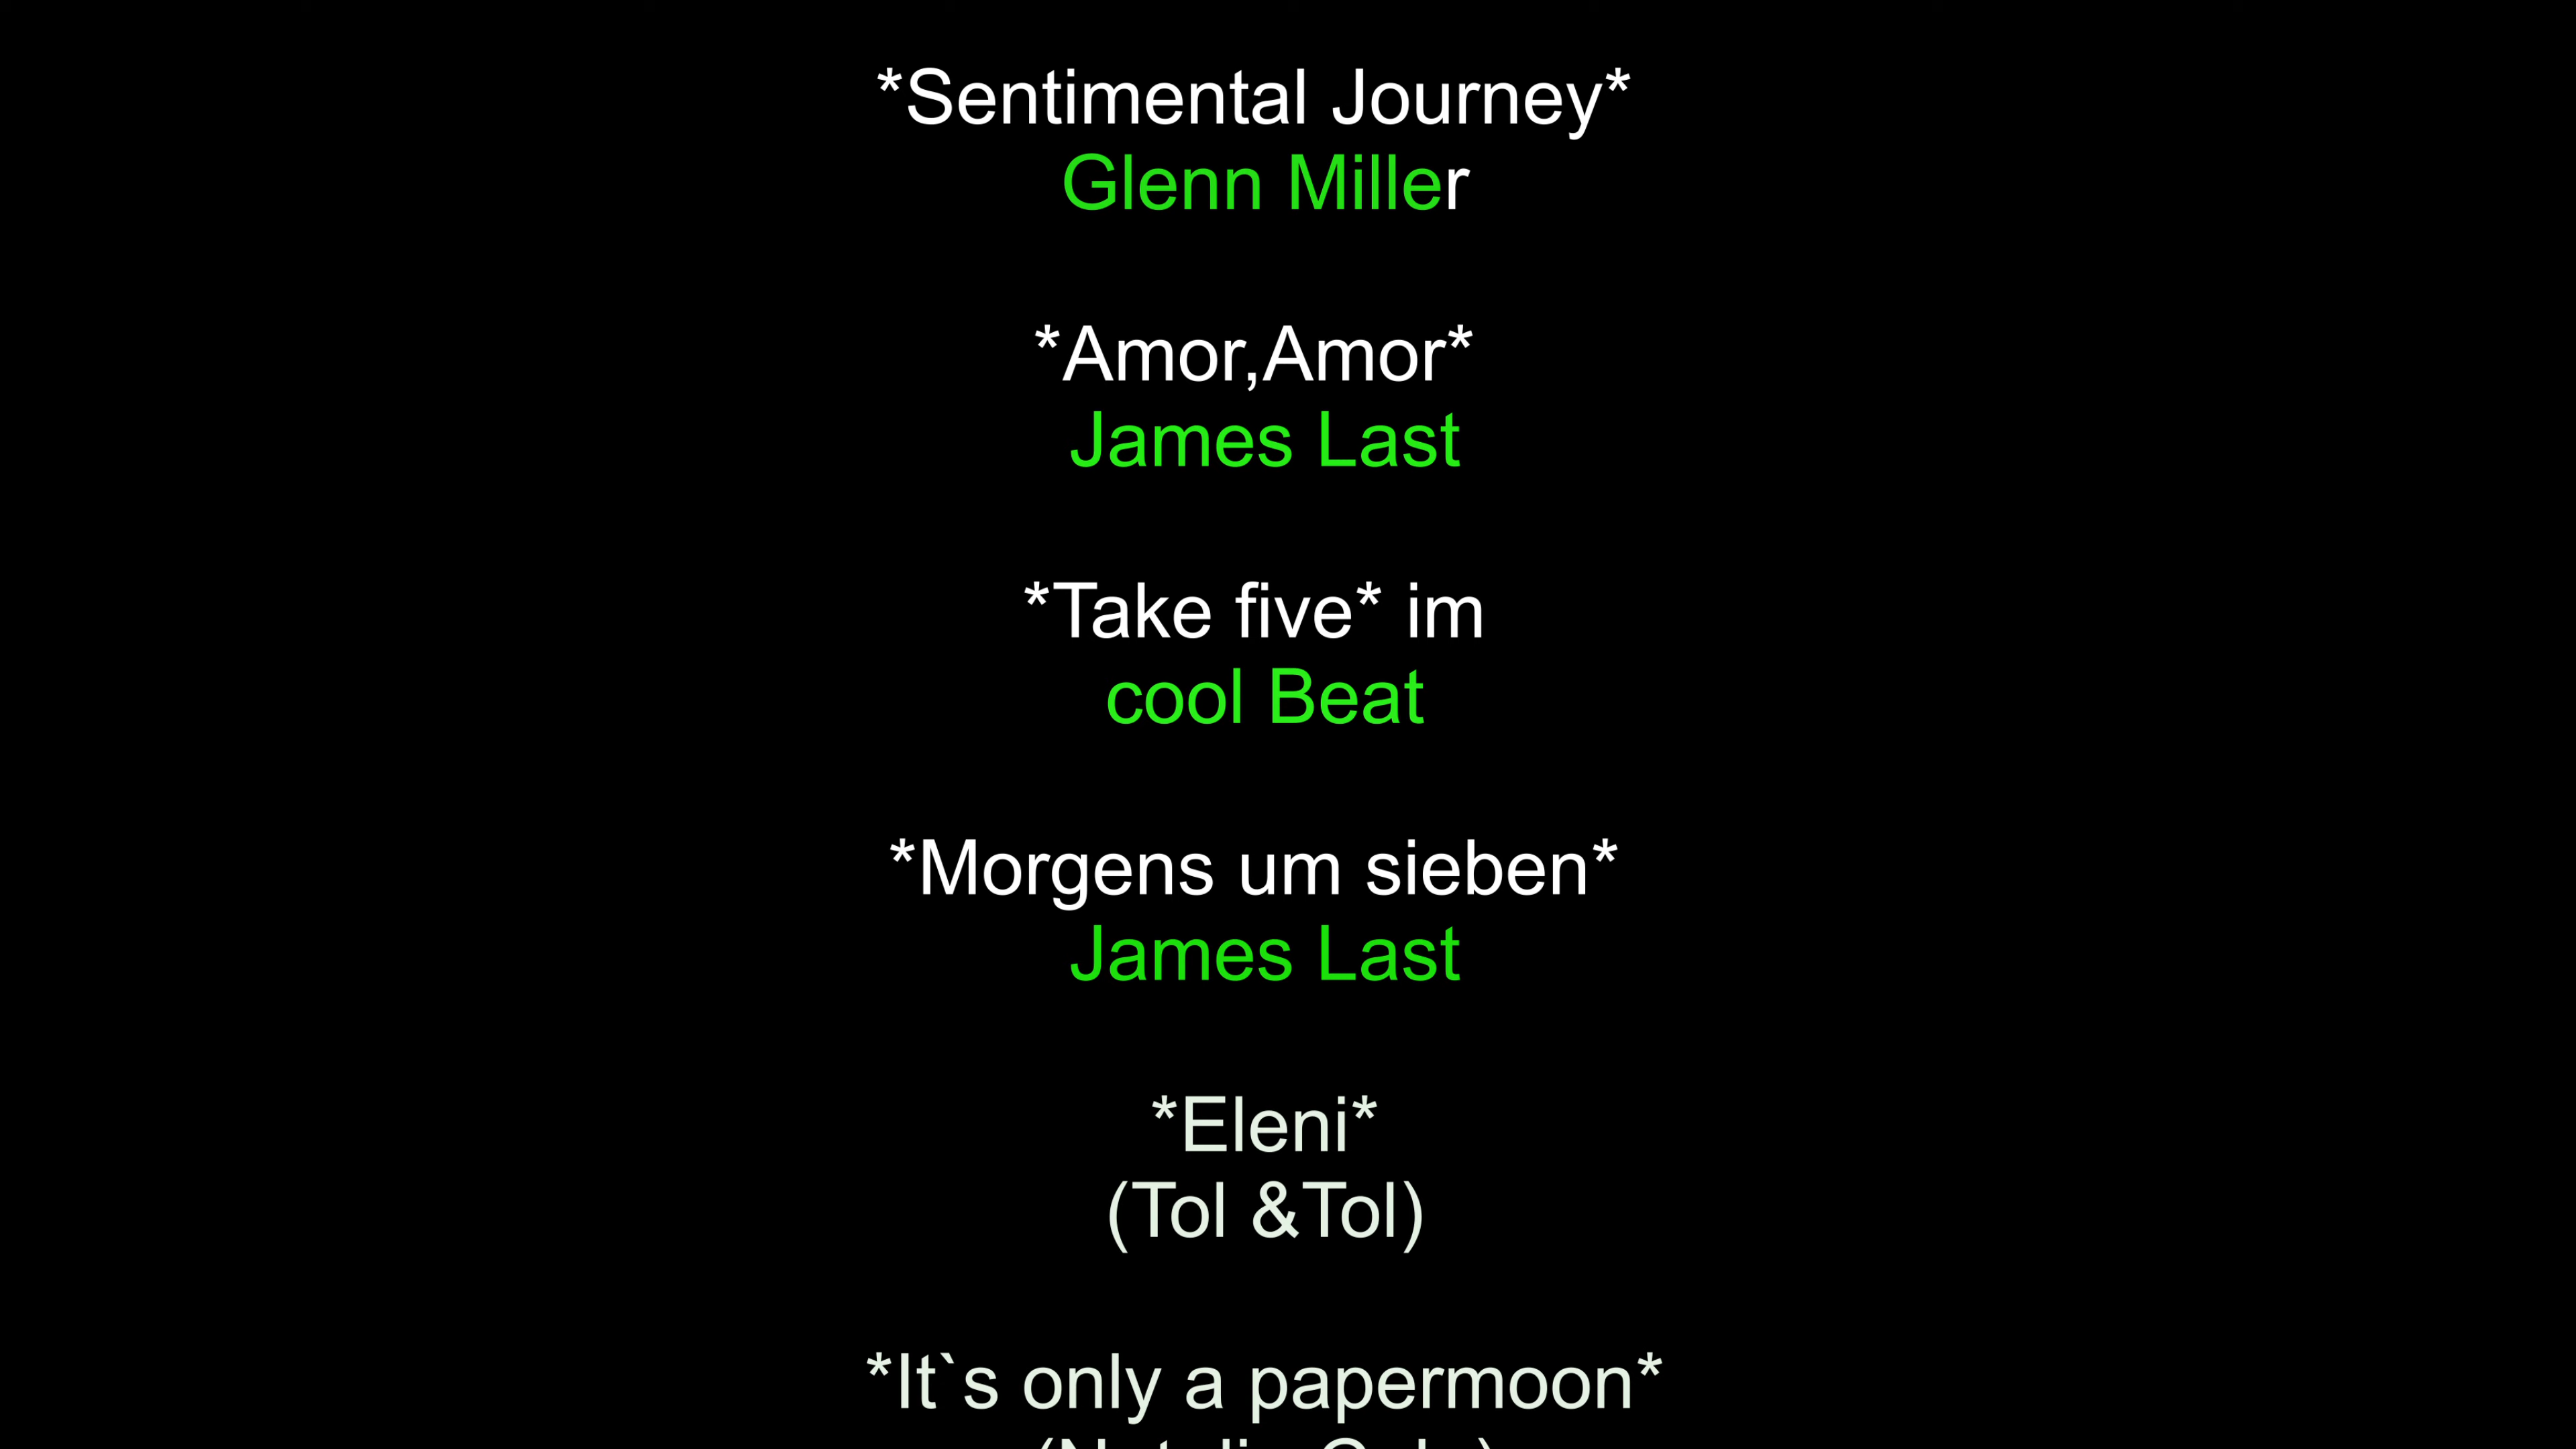 *Sentimental Journey*
Glenn Miller
*Amor,Amor*
James Last
*Take five* im
cool Beat
*Morgens um sieben*
James Last
*Eleni*
(Tol &Tol)
*It`s only a papermoon*